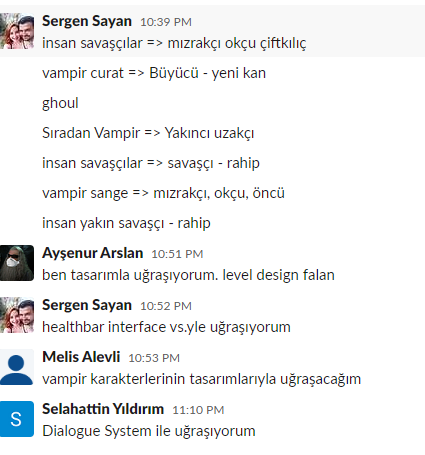 Sergen Sayan 10:39 PM
insan savaşçılar => mızrakçı okçu çiftkılıç
vampir curat => Büyücü - yeni kan
ghoul
Sıradan Vampir => Yakıncı uzakçı
insan savaşçılar => savaşçı - rahip
vampir sange => mızrakçı, okçu, öncü
insan yakın savaşçı - rahip
Ayşenur Arslan 10:51 PM
ben tasarımla uğraşıyorum. level design falan
Sergen Sayan 10:52 PM
healthbar interface vs.yle uğraşıyorum
Melis Alevli 10:53 PM
vampir karakterlerinin tasarımlarıyla uğraşacağım
S
Selahattin Yıldırım 11:10 PM
Dialogue System ile uğraşıyorum